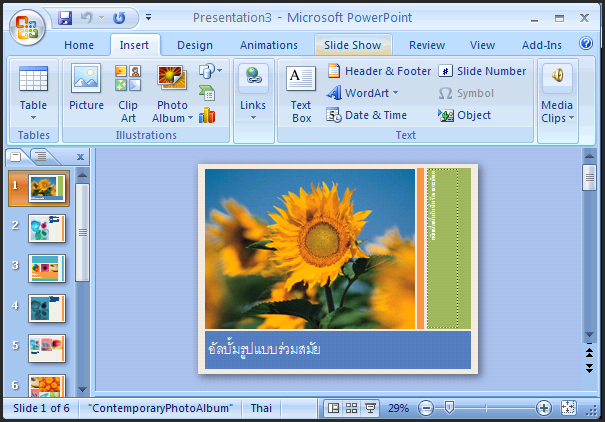 Presentation3 - Microsoft PowerPoint
Home Insert Design Animations Slide Show Review View Add-Ins
Table
Picture
Clip Art
Photo Album
Links
Text Box
Header & Footer
WordArt
Date & Time
Slide Number
Symbol
Object
Media Clips
Tables
Illustrations
Text
1
2
3
4
5
6
อัลบั้มรูปแบบร่วมสมัย
Slide 1 of 6 "ContemporaryPhotoAlbum" Thai 29%